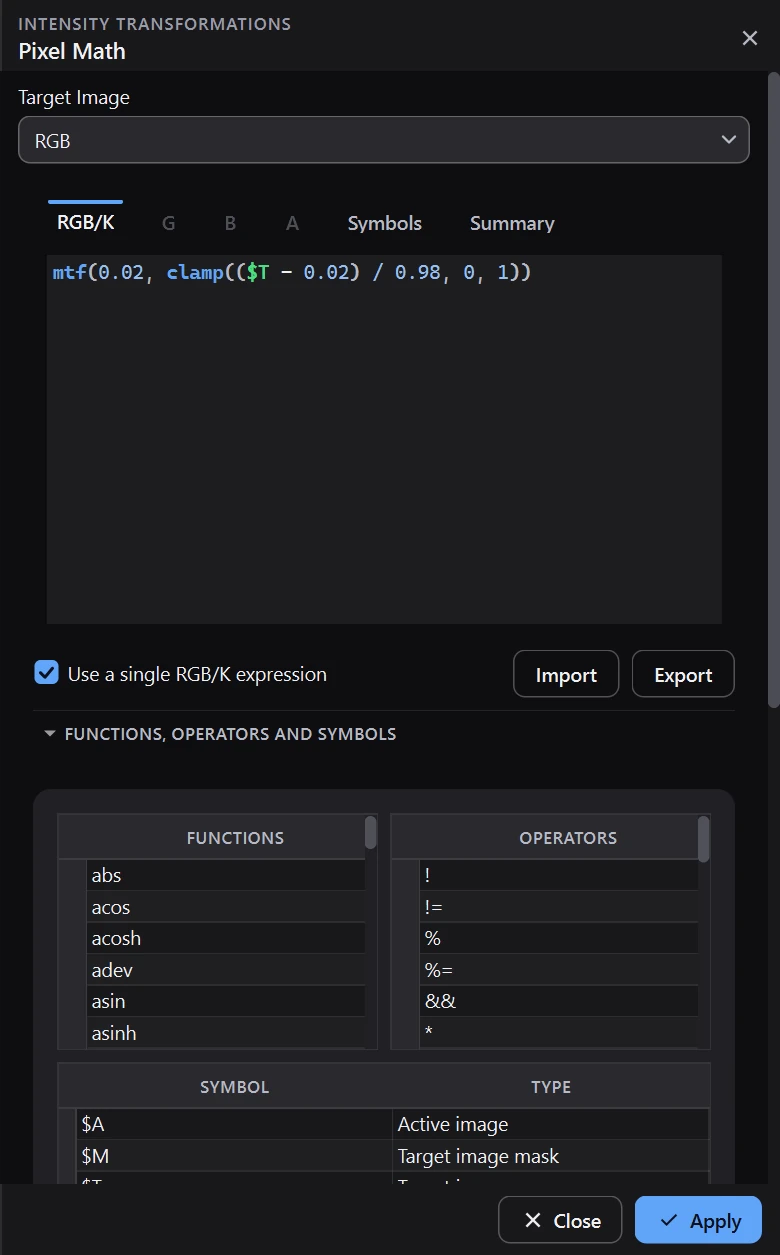 INTENSITY TRANSFORMATIONS
Pixel Math
Target Image
RGB
RGB/K G B A Symbols Summary
mtf(0.02, clamp(($T - 0.02) / 0.98, 0, 1))
Use a single RGB/K expression
Import
Export
FUNCTIONS, OPERATORS AND SYMBOLS
FUNCTIONS
abs
acos
acosh
adev
asin
asinh
OPERATORS
!
!=
%
%=
&&
*
SYMBOL TYPE
$A Active image
$M Target image mask
Close
Apply